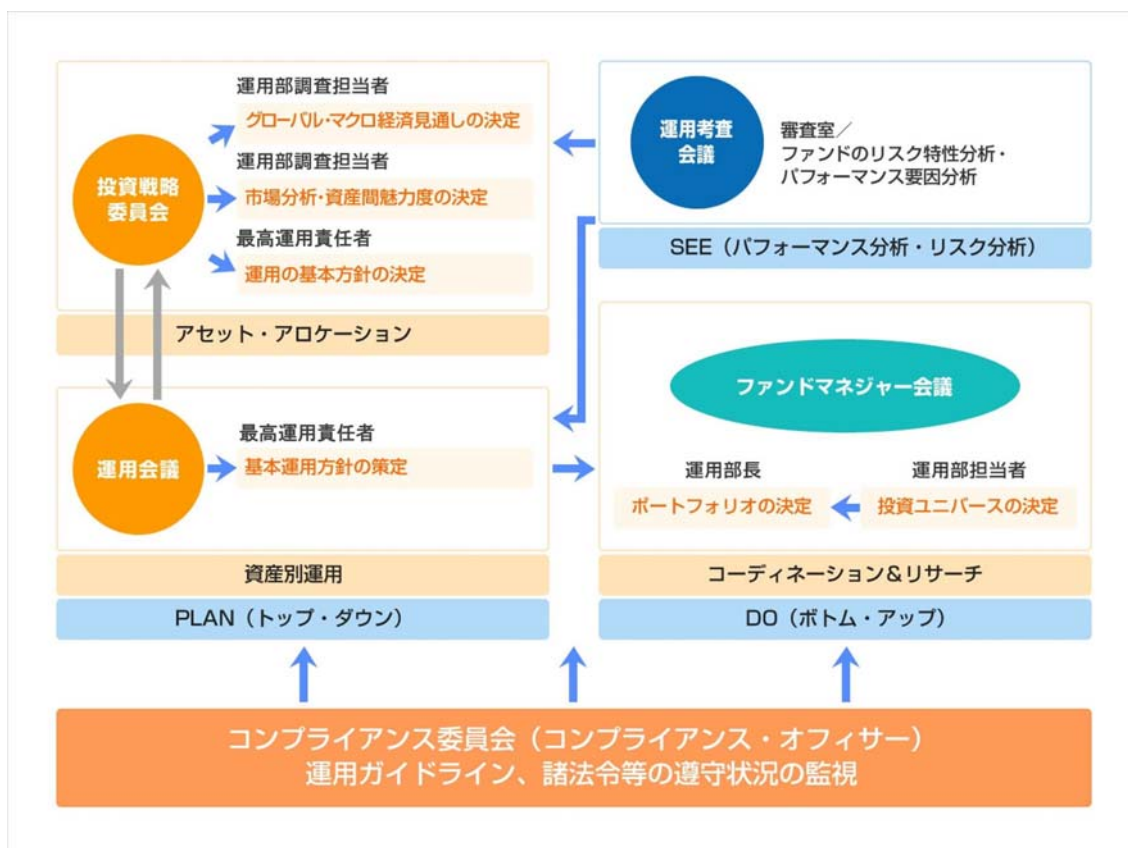 運用部調査担当者
グローバル・マクロ経済見通しの決定
投資戦略
委員会
運用部調査担当者
市場分析・資産間魅力度の決定
最高運用責任者
運用の基本方針の決定
アセット・アロケーション
運用会議
最高運用責任者
基本運用方針の策定
資産別運用
PLAN（トップ・ダウン）
運用考査
会議
審査室／
ファンドのリスク特性分析・
パフォーマンス要因分析
SEE（パフォーマンス分析・リスク分析）
ファンドマネジャー会議
運用部長
ポートフォリオの決定
運用部担当者
投資ユニバースの決定
コーディネーション＆リサーチ
DO（ボトム・アップ）
コンプライアンス委員会（コンプライアンス・オフィサー）
運用ガイドライン、諸法令等の遵守状況の監視